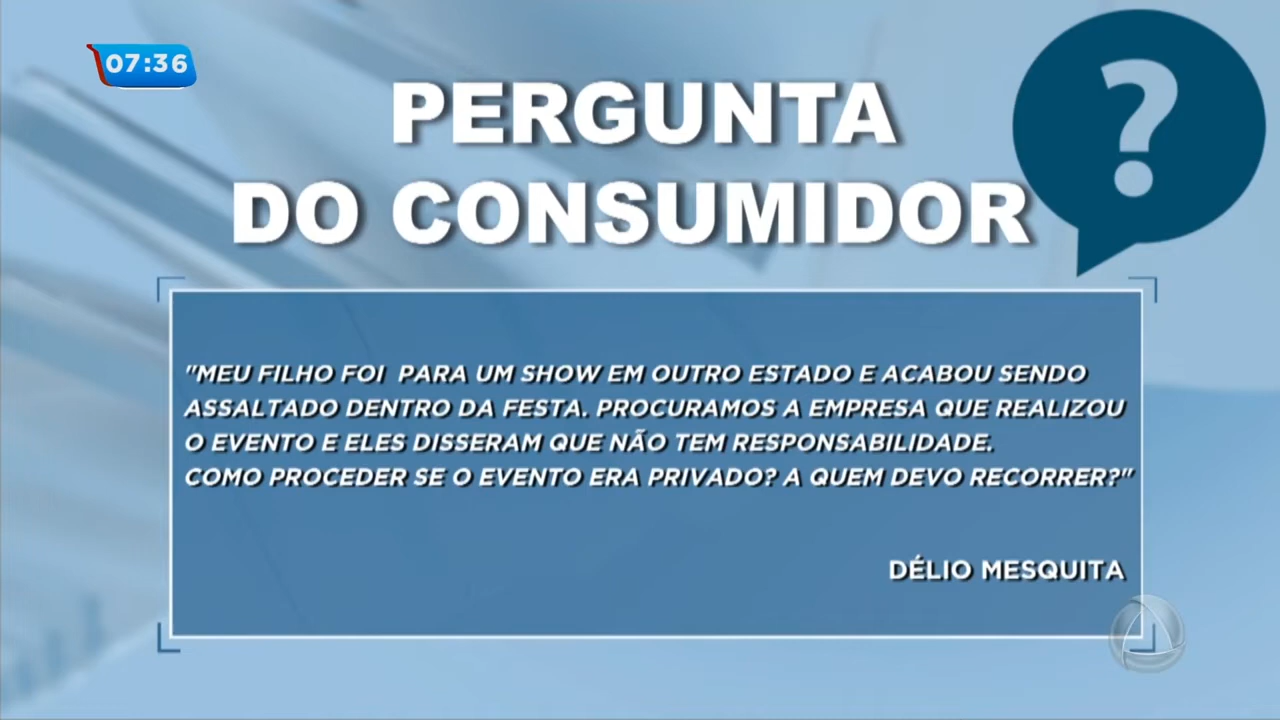 07:36
PERGUNTA
DO CONSUMIDOR
?
"MEU FILHO FOI PARA UM SHOW EM OUTRO ESTADO E ACABOU SENDO
ASSALTADO DENTRO DA FESTA. PROCURAMOS A EMPRESA QUE REALIZOU
O EVENTO E ELES DISSERAM QUE NÃO TEM RESPONSABILIDADE.
COMO PROCEDER SE O EVENTO ERA PRIVADO? A QUEM DEVO RECORRER?"
DÉLIO MESQUITA